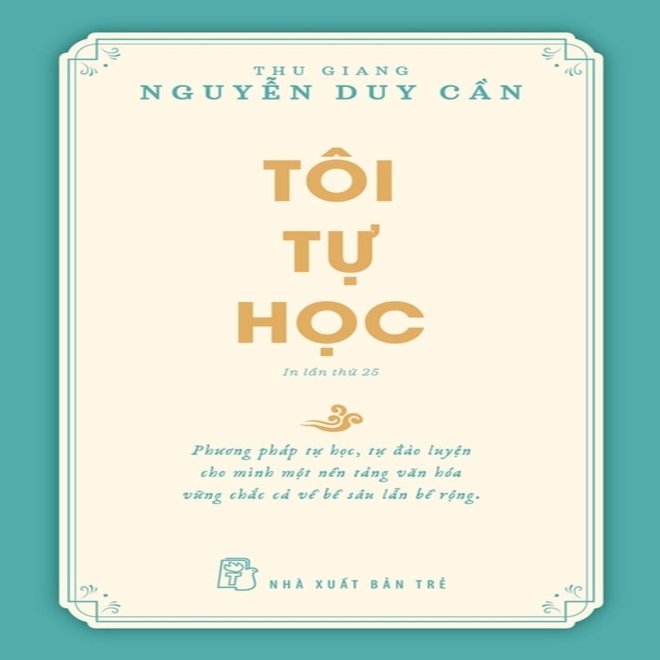 THU GIANG
NGUYỄN DUY CẦN
TÔI
TỰ
HỌC
In lần thứ 25
Phương pháp tự học, tự đào luyện
cho mình một nền tảng văn hóa
vững chắc cả về bề sâu lẫn bề rộng.
T
NHÀ XUẤT BẢN TRẺ